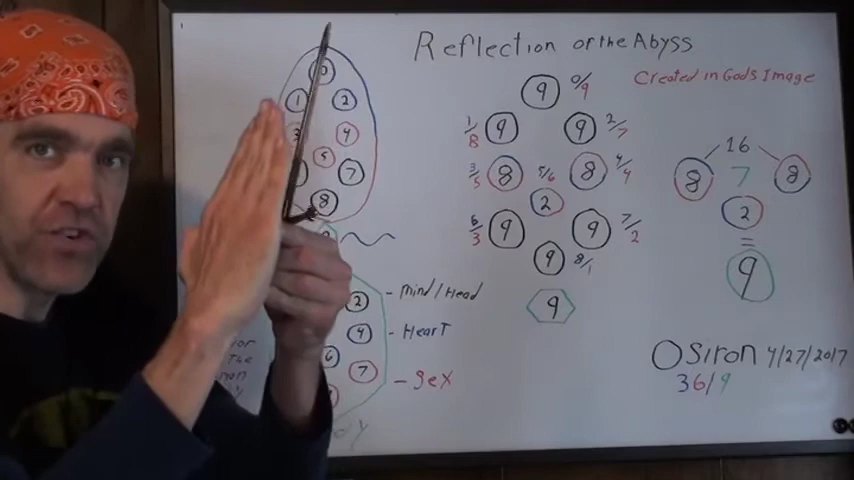 Reflection or the Abyss
Created in Gods Image
0
1 2
3 4
5
7
8
2 - Mind/Head
4 - Heart
6 7 - Sex
9 0/9
1/8 9 9 2/7
3/5 8 5/6 8 4/4
2
6/3 9 9 7/2
9 8/1
9
16
8 7 8
2
=
9
Osiron 4/27/2017
36/9